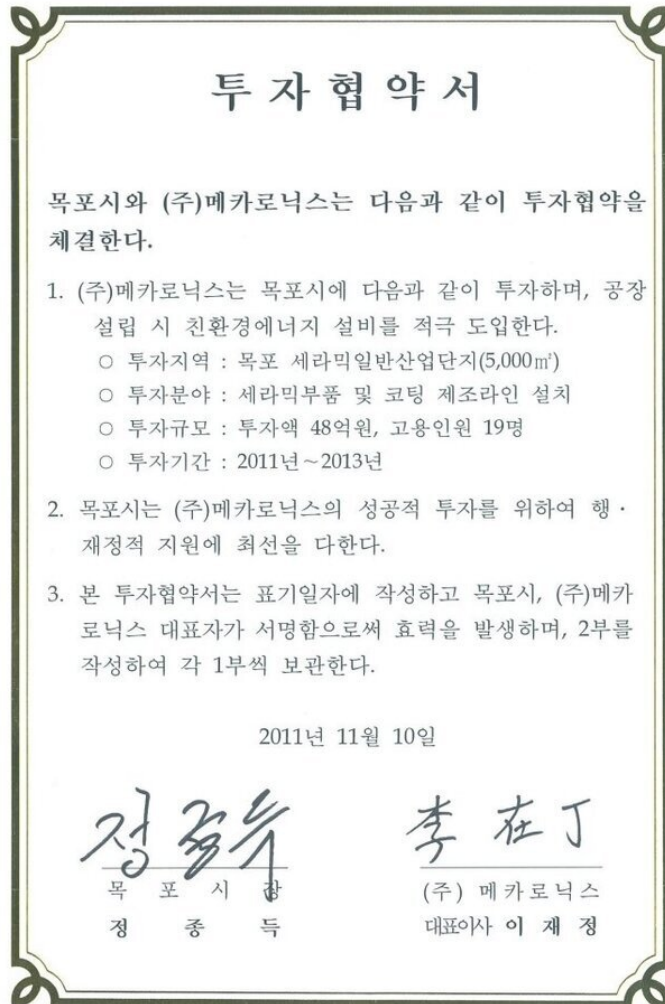 투자협약서
목포시와 (주)메카로닉스는 다음과 같이 투자협약을
체결한다.
1. (주)메카로닉스는 목포시에 다음과 같이 투자하며, 공장
설립 시 친환경에너지 설비를 적극 도입한다.
○ 투자지역 : 목포 세라믹일반산업단지(5,000㎡)
○ 투자분야 : 세라믹부품 및 코팅 제조라인 설치
○ 투자규모 : 투자액 48억원, 고용인원 19명
○ 투자기간 : 2011년~2013년
2. 목포시는 (주)메카로닉스의 성공적 투자를 위하여 행·
재정적 지원에 최선을 다한다.
3. 본 투자협약서는 표기일자에 작성하고 목포시, (주)메카
로닉스 대표자가 서명함으로써 효력을 발생하며, 2부를
작성하여 각 1부씩 보관한다.
2011년 11월 10일
정종득 李在丁
목포시장 (주) 메카로닉스
정종득 대표이사 이재정